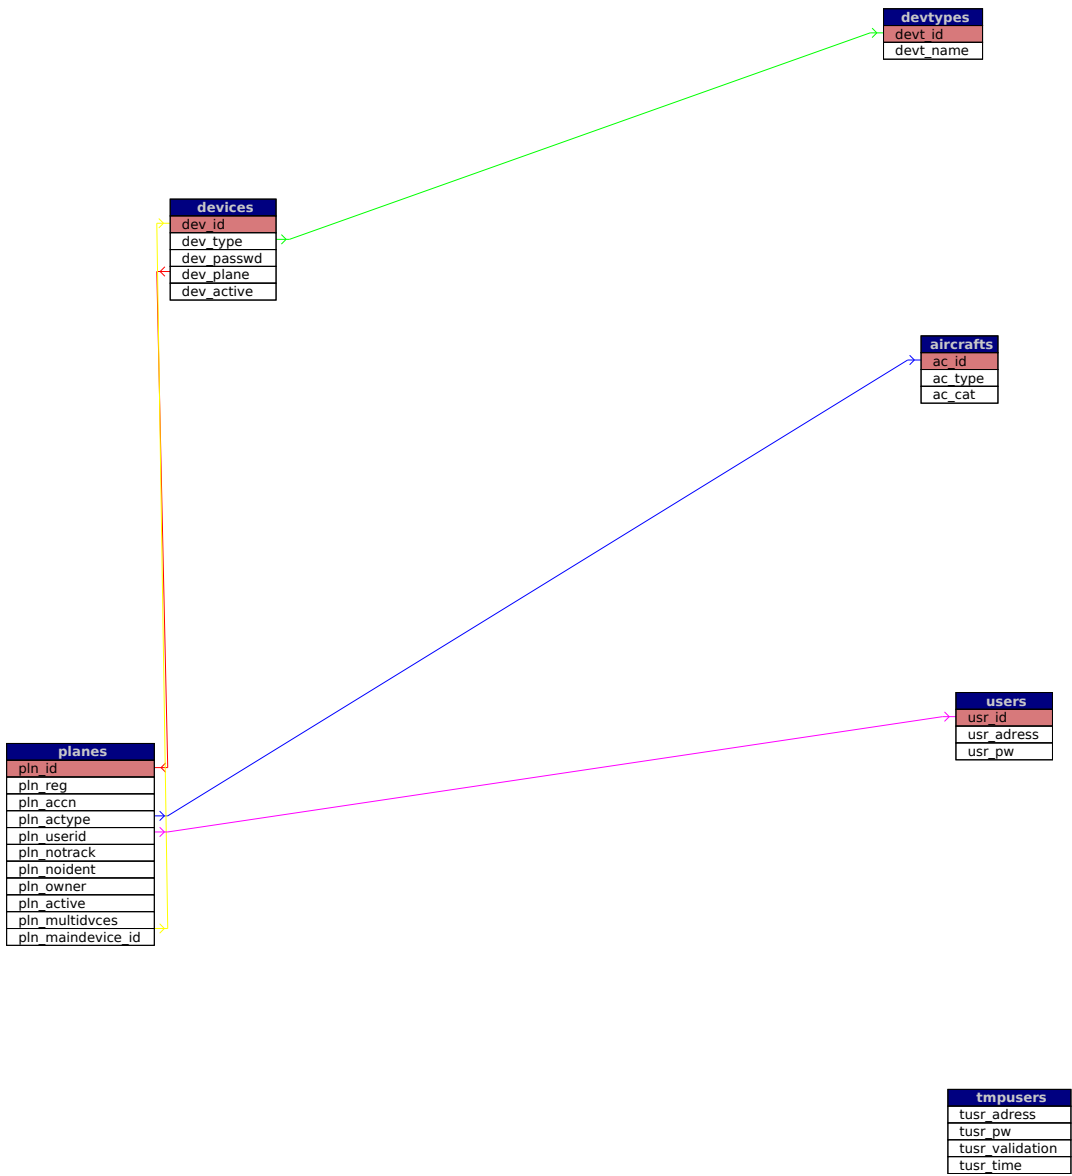 devtypes
devt_id
devt_name
devices
dev_id
dev_type
dev_passwd
dev_plane
dev_active
aircrafts
ac_id
ac_type
ac_cat
users
usr_id
usr_adress
usr_pw
planes
pln_id
pln_reg
pln_accn
pln_actype
pln_userid
pln_notrack
pln_noident
pln_owner
pln_active
pln_multidvces
pln_maindevice_id
tmpusers
tusr_adress
tusr_pw
tusr_validation
tusr_time